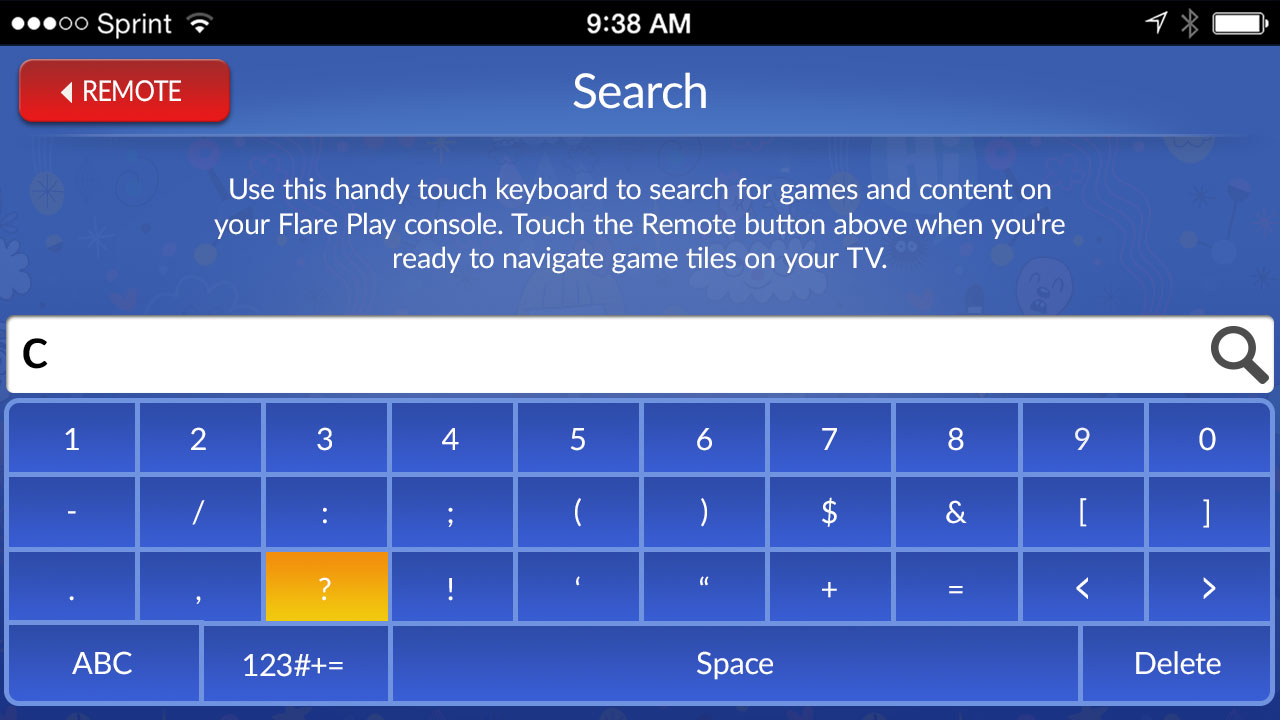 Sprint 9:38 AM
REMOTE
Search
Use this handy touch keyboard to search for games and content on
your Flare Play console. Touch the Remote button above when you're
ready to navigate game tiles on your TV.
C
1 2 3 4 5 6 7 8 9 0
- / : ; ( ) $ & [ ]
. , ? ! ‘ “ + = < >
ABC 123#+= Space Delete